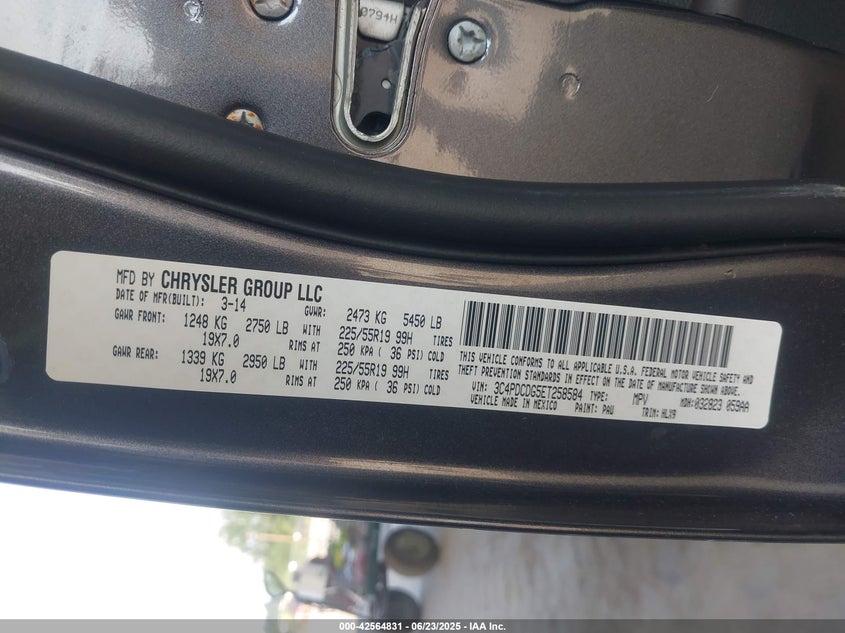 0794H
MFD BY CHRYSLER GROUP LLC
DATE OF MFR(BUILT): 3-14 GVWR: 2473 KG 5450 LB
GAWR FRONT: 1248 KG 2750 LB WITH 225/55R19 99H TIRES
19X7.0 RIMS AT 250 KPA ( 36 PSI) COLD
GAWR REAR: 1339 KG 2950 LB WITH 225/55R19 99H TIRES
19X7.0 RIMS AT 250 KPA ( 36 PSI) COLD
THIS VEHICLE CONFORMS TO ALL APPLICABLE U.S.A. FEDERAL MOTOR VEHICLE SAFETY AND
THEFT PREVENTION STANDARDS IN EFFECT ON THE DATE OF MANUFACTURE SHOWN ABOVE.
VIN: 3C4PDCDG5ET258584 TYPE: MPV MDH: 032823 059AA
VEHICLE MADE IN MEXICO PAINT: PAU TRIM: HLX9
000-42564831 - 06/23/2025 - IAA Inc.